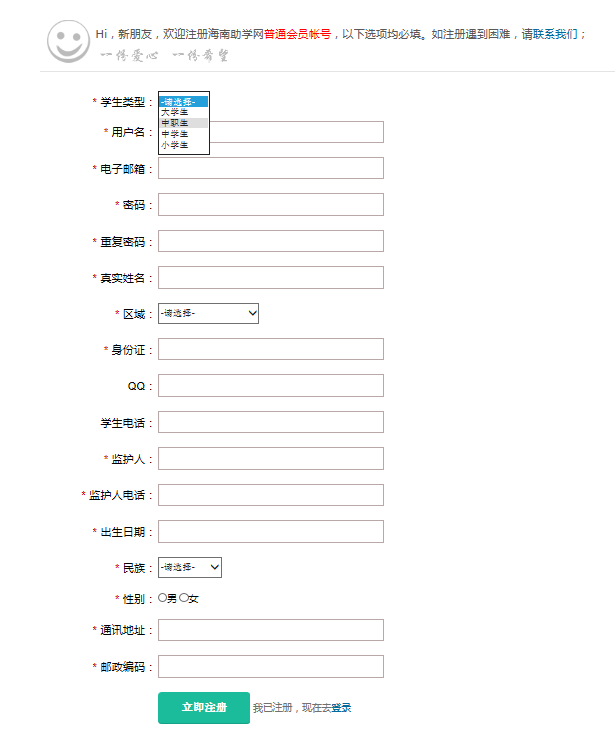 Hi，新朋友，欢迎注册海南助学网普通会员帐号，以下选项均必填。如注册遇到困难，请联系我们；
一份爱心 一份希望
* 学生类型：
-请选择-
大学生
中职生
中学生
小学生
* 用户名：
* 电子邮箱：
* 密码：
* 重复密码：
* 真实姓名：
* 区域： -请选择-
* 身份证：
QQ：
学生电话：
* 监护人：
* 监护人电话：
* 出生日期：
* 民族： -请选择-
* 性别： 男 女
* 通讯地址：
* 邮政编码：
立即注册 我已注册，现在去登录